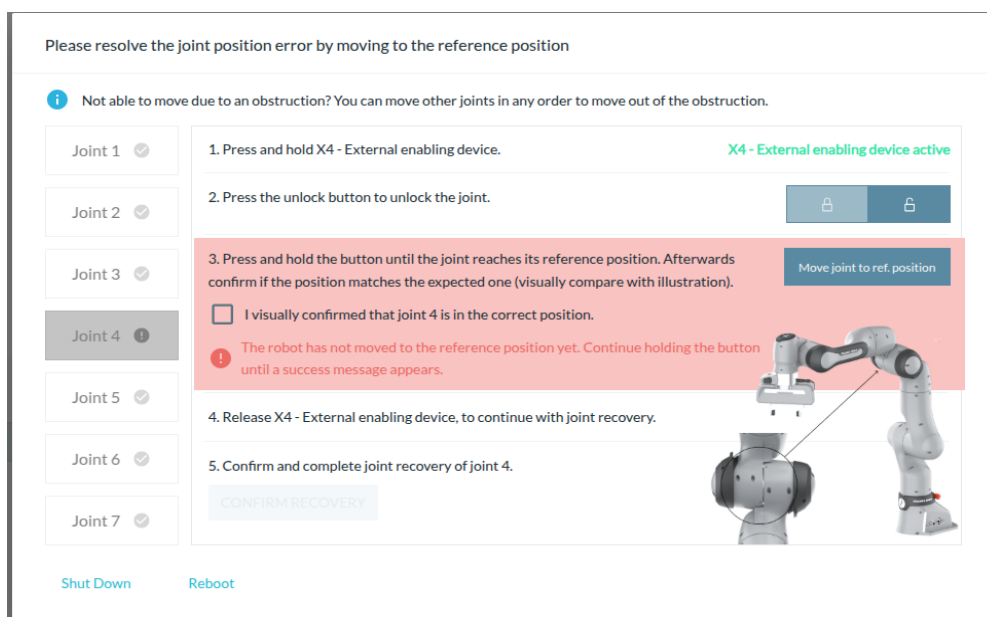 Please resolve the joint position error by moving to the reference position
Not able to move due to an obstruction? You can move other joints in any order to move out of the obstruction.
Joint 1
Joint 2
Joint 3
Joint 4
Joint 5
Joint 6
Joint 7
1. Press and hold X4 - External enabling device.
X4 - External enabling device active
2. Press the unlock button to unlock the joint.
3. Press and hold the button until the joint reaches its reference position. Afterwards
confirm if the position matches the expected one (visually compare with illustration).
Move joint to ref. position
I visually confirmed that joint 4 is in the correct position.
The robot has not moved to the reference position yet. Continue holding the button
until a success message appears.
4. Release X4 - External enabling device, to continue with joint recovery.
5. Confirm and complete joint recovery of joint 4.
CONFIRM RECOVERY
Shut Down
Reboot